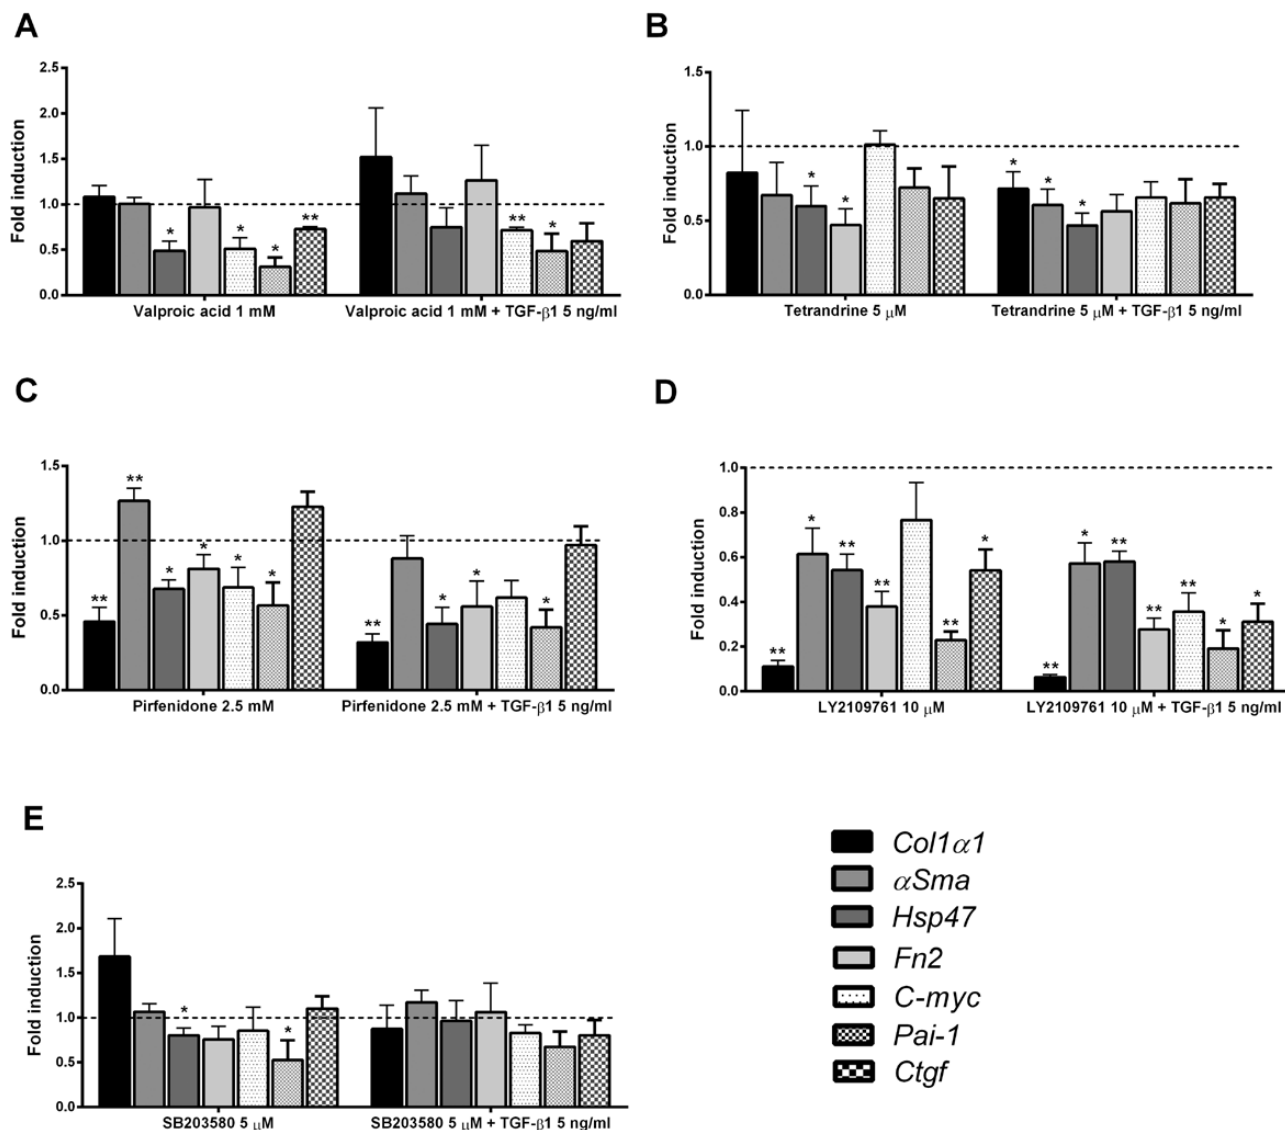 A
2.5
2.0
1.5
1.0
0.5
0.0
Fold induction
* * * **
** *
Valproic acid 1 mM
Valproic acid 1 mM + TGF-β1 5 ng/ml
B
1.5
1.0
0.5
0.0
Fold induction
* *
* * *
Tetrandrine 5 μM
Tetrandrine 5 μM + TGF-β1 5 ng/ml
C
1.5
1.0
0.5
0.0
Fold induction
** ** * * * *
** * * *
Pirfenidone 2.5 mM
Pirfenidone 2.5 mM + TGF-β1 5 ng/ml
D
1.0
0.8
0.6
0.4
0.2
0.0
Fold induction
** * ** ** ** *
** * ** ** ** * *
LY2109761 10 μM
LY2109761 10 μM + TGF-β1 5 ng/ml
E
2.5
2.0
1.5
1.0
0.5
0.0
Fold induction
* *
SB203580 5 μM
SB203580 5 μM + TGF-β1 5 ng/ml
Col1α1
αSma
Hsp47
Fn2
C-myc
Pai-1
Ctgf